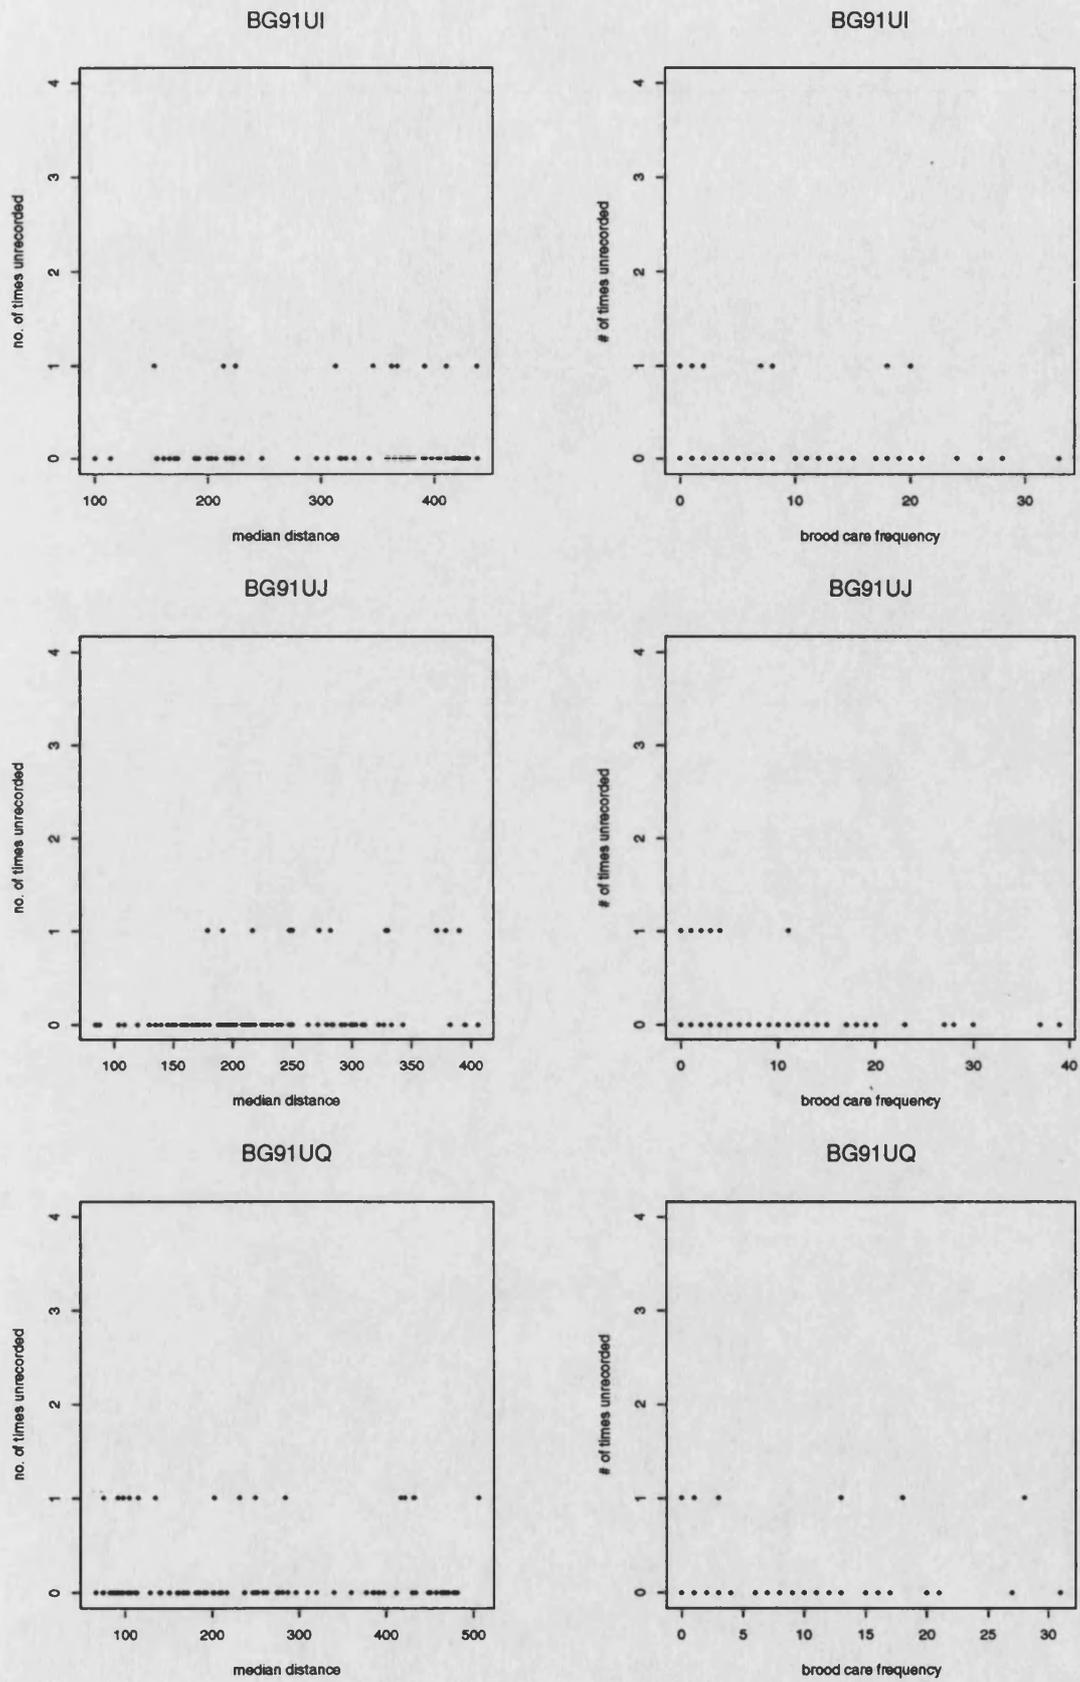 BG91UI
BG91UI
4
3
2
1
0
no. of times unrecorded
100 200 300 400
median distance
4
3
2
1
0
# of times unrecorded
0 10 20 30
brood care frequency
BG91UJ
BG91UJ
4
3
2
1
0
no. of times unrecorded
100 150 200 250 300 350 400
median distance
4
3
2
1
0
# of times unrecorded
0 10 20 30 40
brood care frequency
BG91UQ
BG91UQ
4
3
2
1
0
no. of times unrecorded
100 200 300 400 500
median distance
4
3
2
1
0
# of times unrecorded
0 5 10 15 20 25 30
brood care frequency